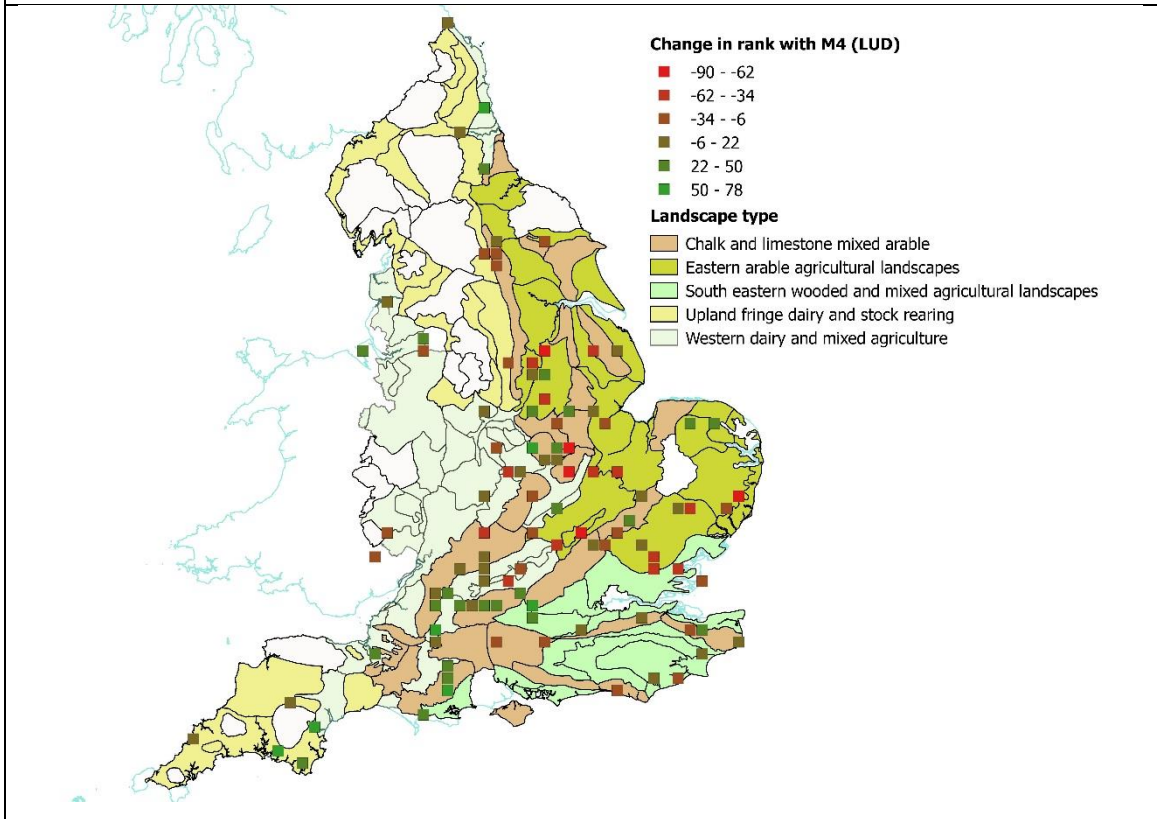 Change in rank with M4 (LUD)
-90 - -62
-62 - -34
-34 - -6
-6 - 22
22 - 50
50 - 78
Landscape type
Chalk and limestone mixed arable
Eastern arable agricultural landscapes
South eastern wooded and mixed agricultural landscapes
Upland fringe dairy and stock rearing
Western dairy and mixed agriculture